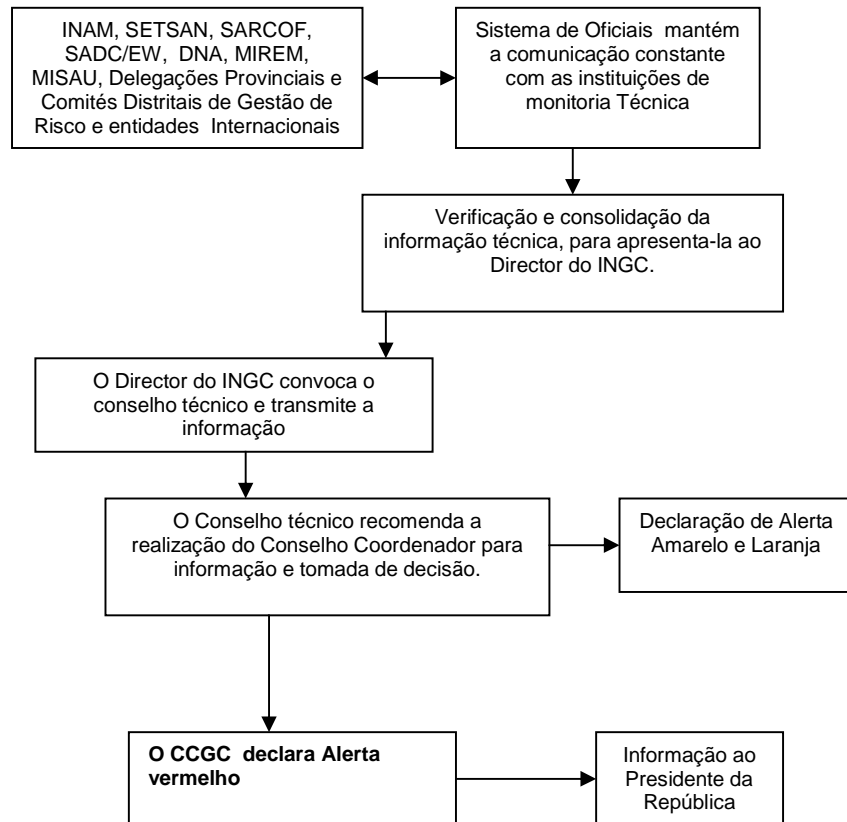 INAM, SETSAN, SARCOF,
SADC/EW, DNA, MIREM,
MISAU, Delegações Provinciais e
Comités Distritais de Gestão de
Risco e entidades Internacionais
Sistema de Oficiais mantém
a comunicação constante
com as instituições de
monitoria Técnica
Verificação e consolidação da
informação técnica, para apresenta-la ao
Director do INGC.
O Director do INGC convoca o
conselho técnico e transmite a
informação
O Conselho técnico recomenda a
realização do Conselho Coordenador para
informação e tomada de decisão.
Declaração de Alerta
Amarelo e Laranja
O CCGC declara Alerta
vermelho
Informação ao
Presidente da
República